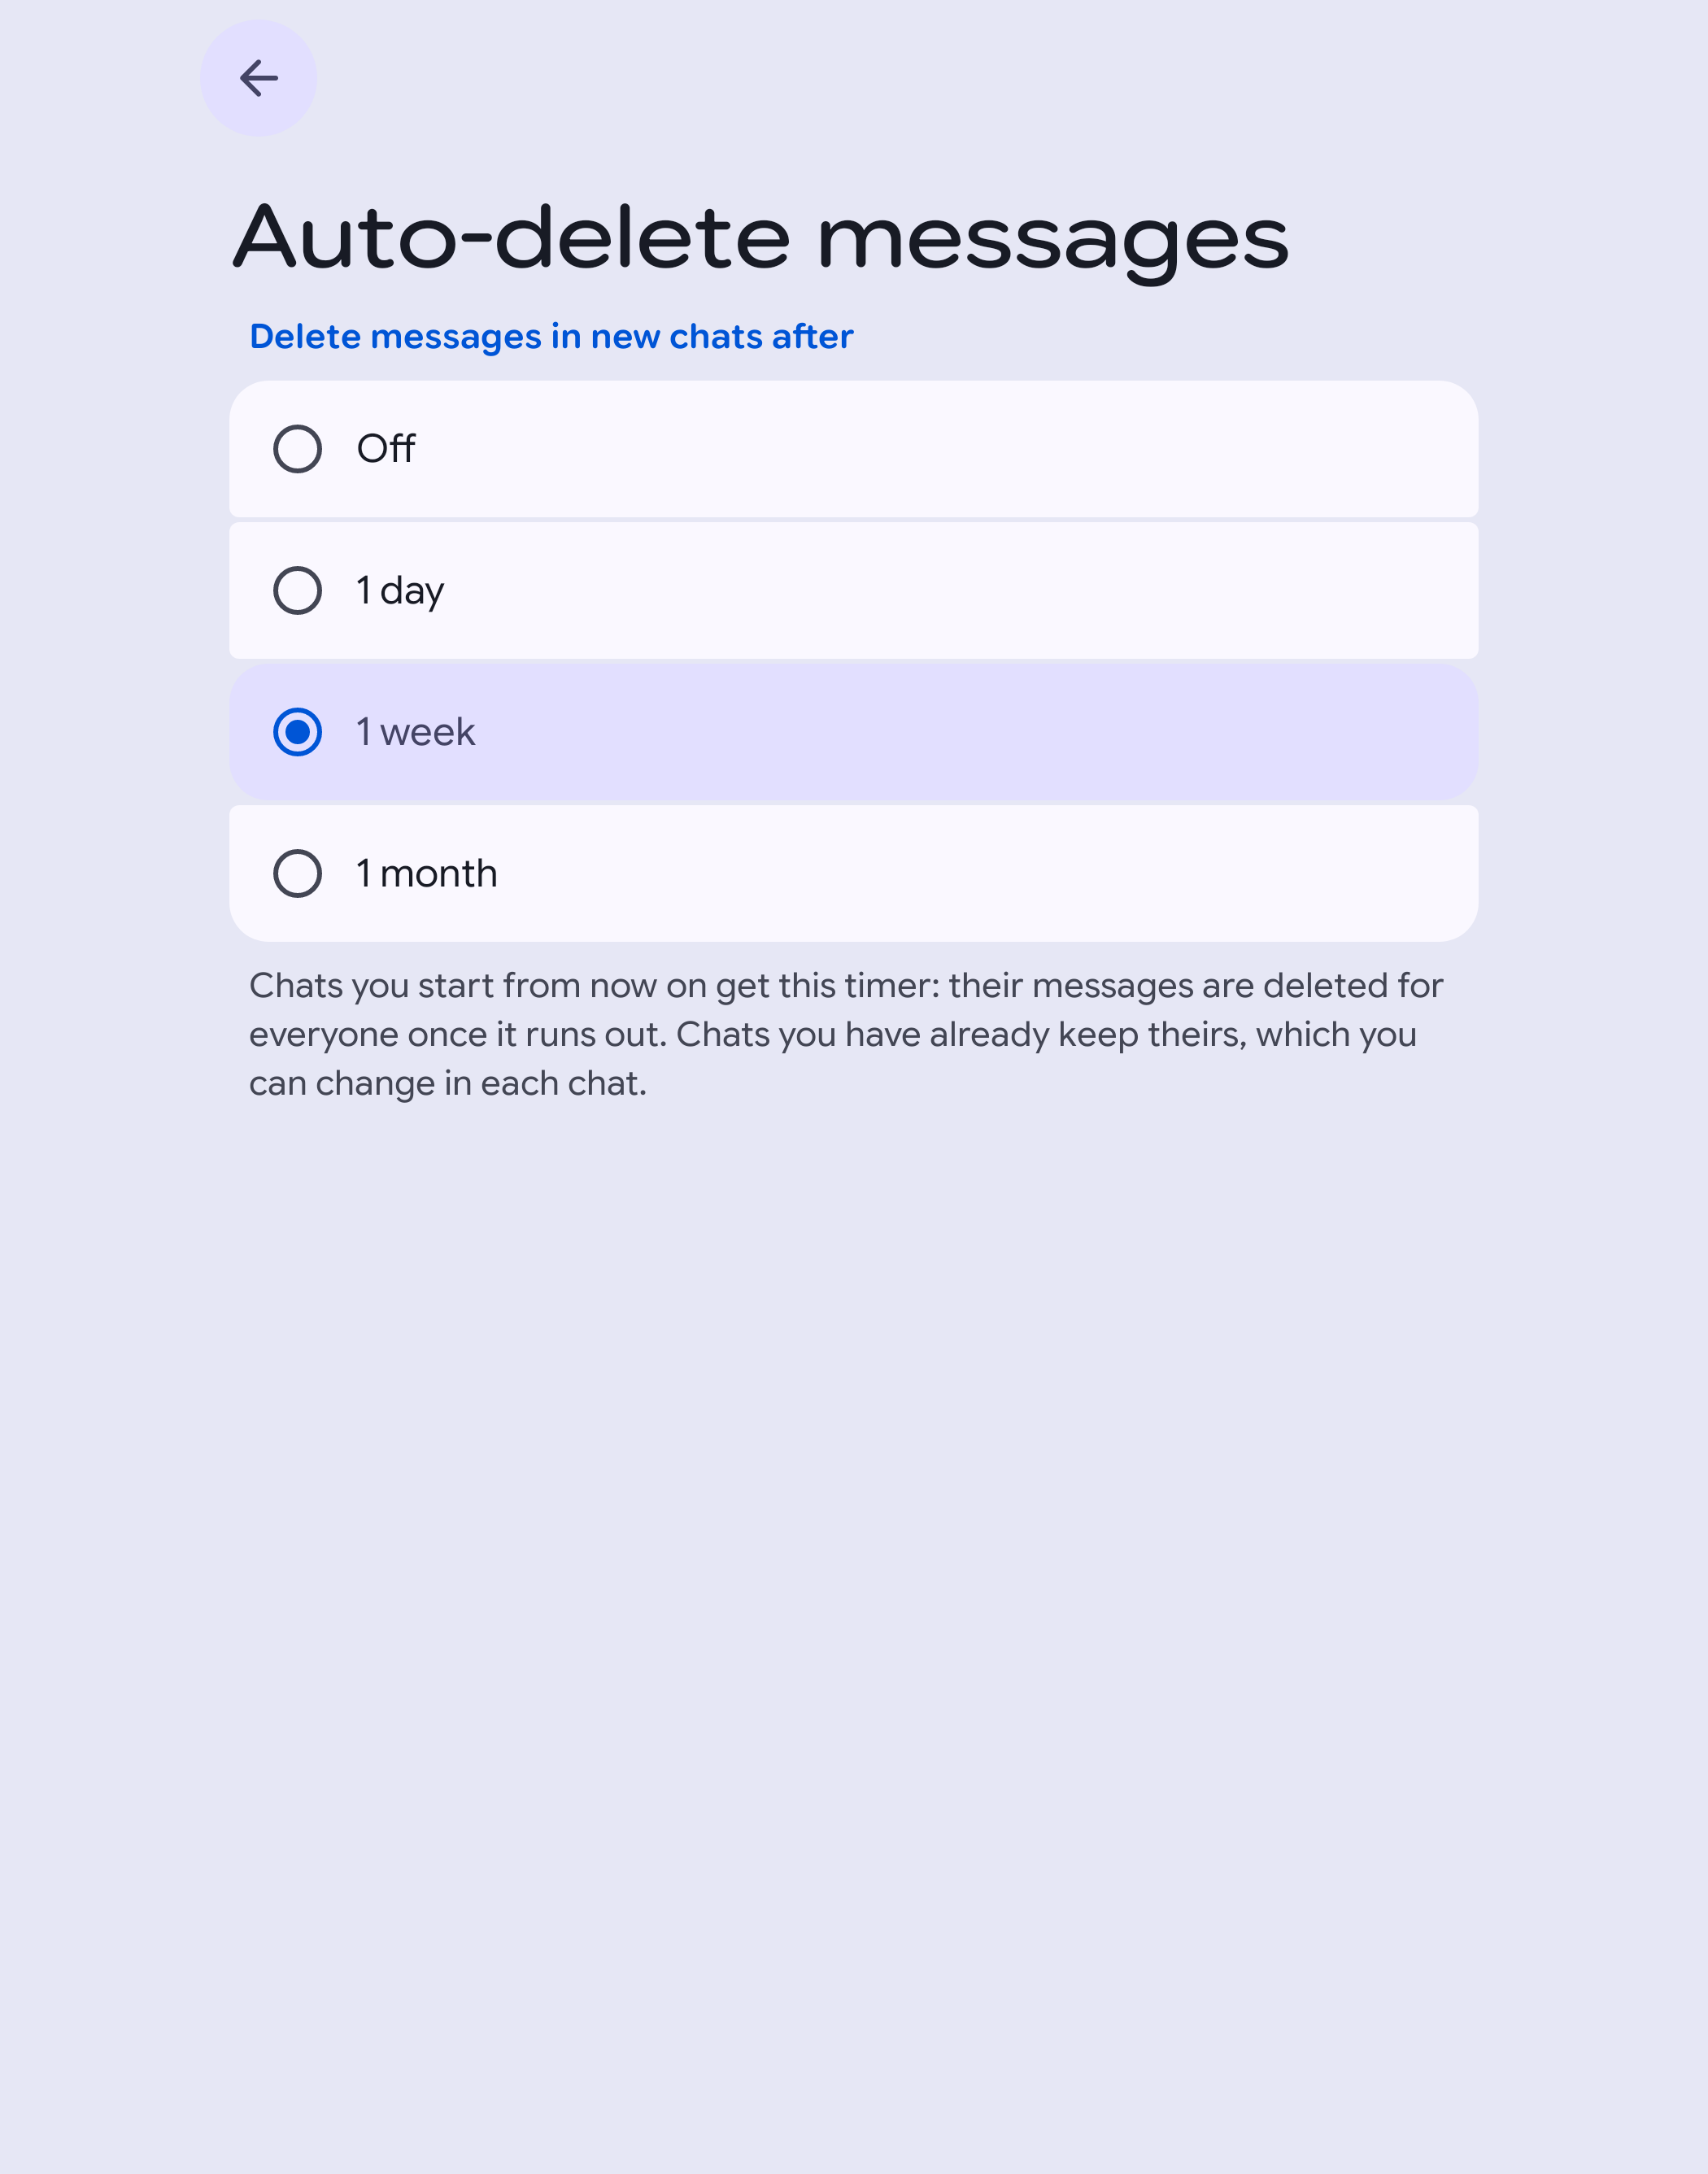 Auto-delete messages
Delete messages in new chats after
Off
1 day
1 week
1 month
Chats you start from now on get this timer: their messages are deleted for
everyone once it runs out. Chats you have already keep theirs, which you
can change in each chat.